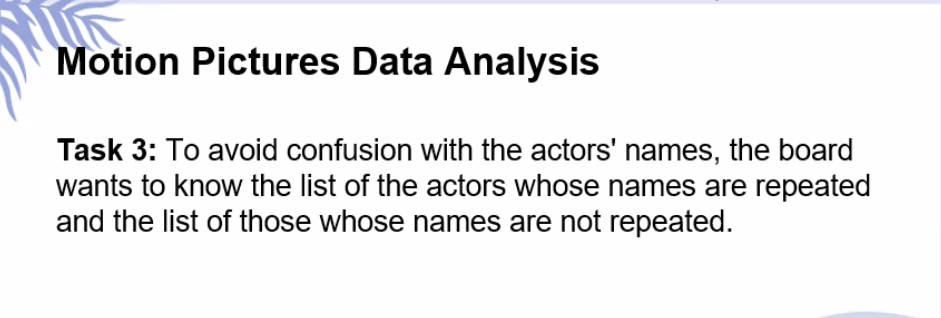 Motion Pictures Data Analysis
Task 3: To avoid confusion with the actors' names, the board
wants to know the list of the actors whose names are repeated
and the list of those whose names are not repeated.